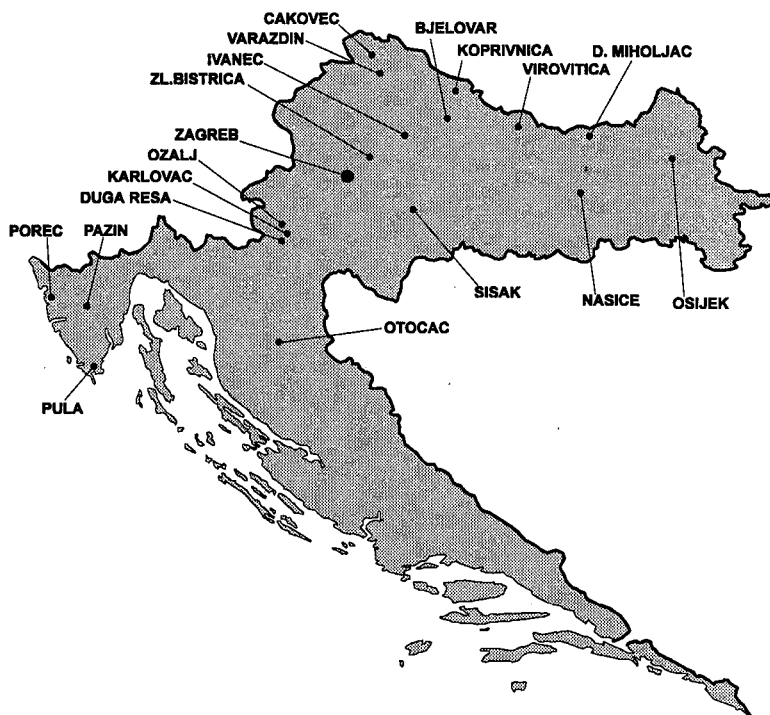 CAKOVEC
BJELOVAR
VARAZDIN
KOPRIVNICA
D. MIHOLJAC
IVANEC
VIROVITICA
ZL.BISTRICA
ZAGREB
OZALJ
KARLOVAC
DUGA RESA
POREC
PAZIN
SISAK
NASICE
OSIJEK
OTOCAC
PULA